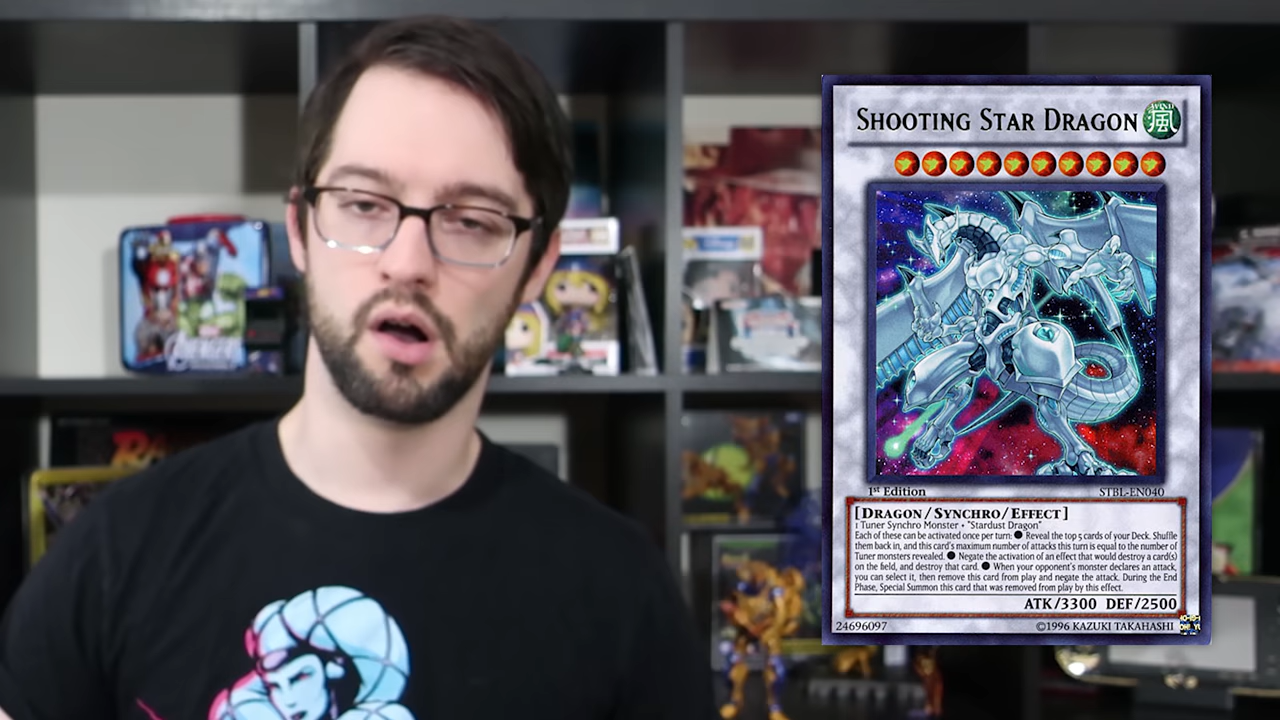 SHOOTING STAR DRAGON
WIND
風
1st Edition
STBL-EN040
[DRAGON/SYNCHRO/EFFECT]
1 Tuner Synchro Monster + "Stardust Dragon"
Each of these can be activated once per turn: ● Reveal the top 5 cards of your Deck. Shuffle
them back in, and this card's maximum number of attacks this turn is equal to the number of
Tuner monsters revealed. ● Negate the activation of an effect that would destroy a card(s)
on the field, and destroy that card. ● When your opponent's monster declares an attack,
you can select it, then remove this card from play and negate the attack. During the End
Phase, Special Summon this card that was removed from play by this effect.
ATK/3300 DEF/2500
24696097
©1996 KAZUKI TAKAHASHI
Avengers
Disney